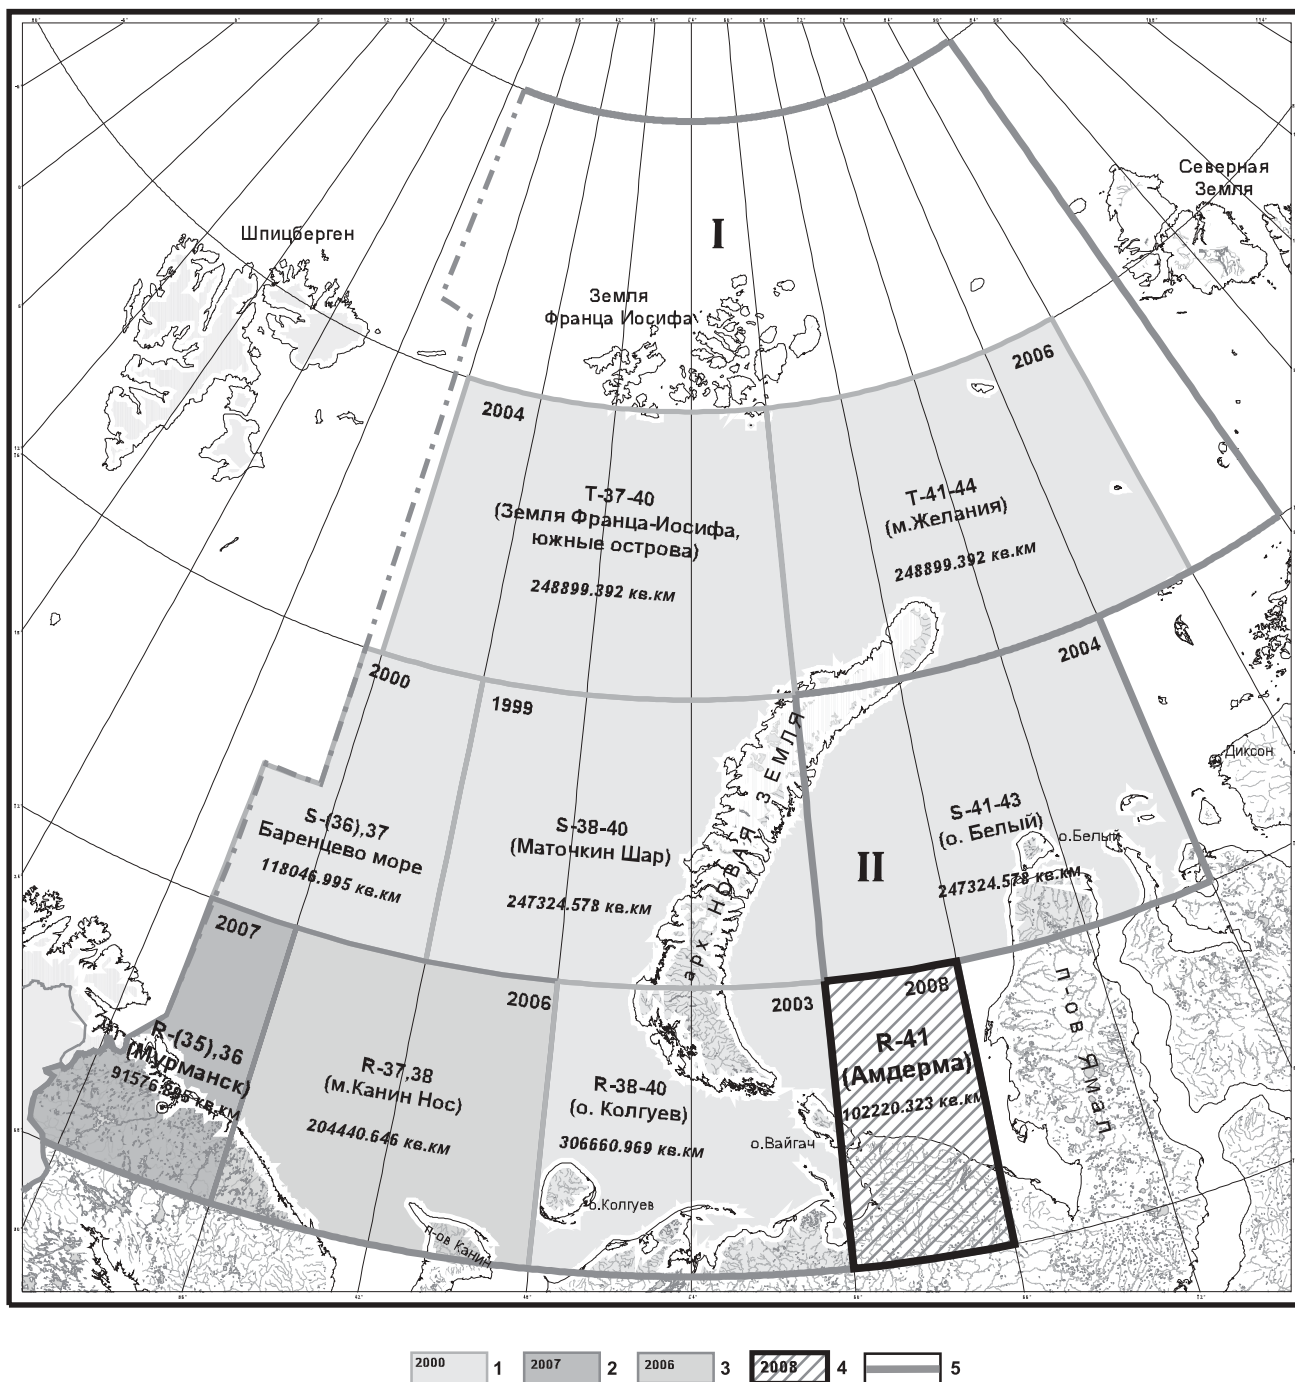 Северная
Земля
Шпицберген
I
Земля
Франца Иосифа
2006
2004
Т-37-40
(Земля Франца-Иосифа,
южные острова)
248899.392 кв.км
Т-41-44
(м.Желания)
248899.392 кв.км
2004
2000
1999
арх НОВАЯ ЗЕМЛЯ
Диксон
S-(36),37
Баренцево море
118046.995 кв.км
S-38-40
(Маточкин Шар)
247324.578 кв.км
S-41-43
(о. Белый)
о.Белый
II
247324.578 кв.км
2007
2006
2003
2008
п-ов Ямал
R-(35),36
(Мурманск)
кв.км
R-37,38
(м.Канин Нос)
204440.646 кв.км
R-38-40
(о. Колгуев)
306660.969 кв.км
R-41
(Амдерма)
102220.323 кв.км
о.Вайгач
о.Колгуев
п-ов Канин
2000 1 2007 2 2006 3 2008 4 5